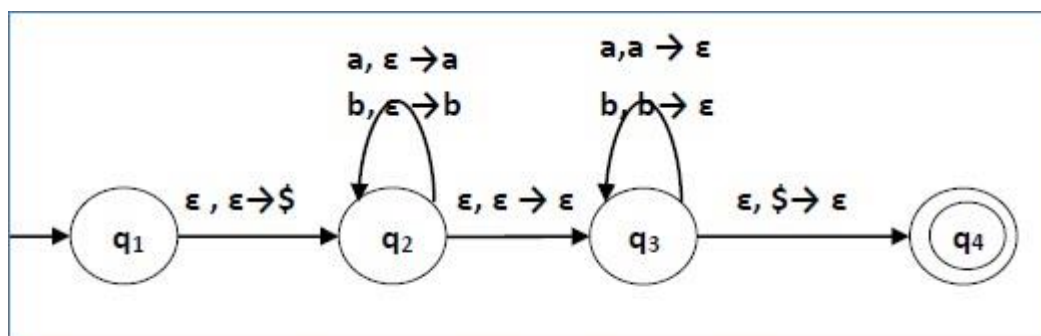 a, ε →a
b, ε →b
a,a → ε
b, b→ ε
ε , ε→$
ε, ε → ε
ε, $→ ε
q1
q2
q3
q4